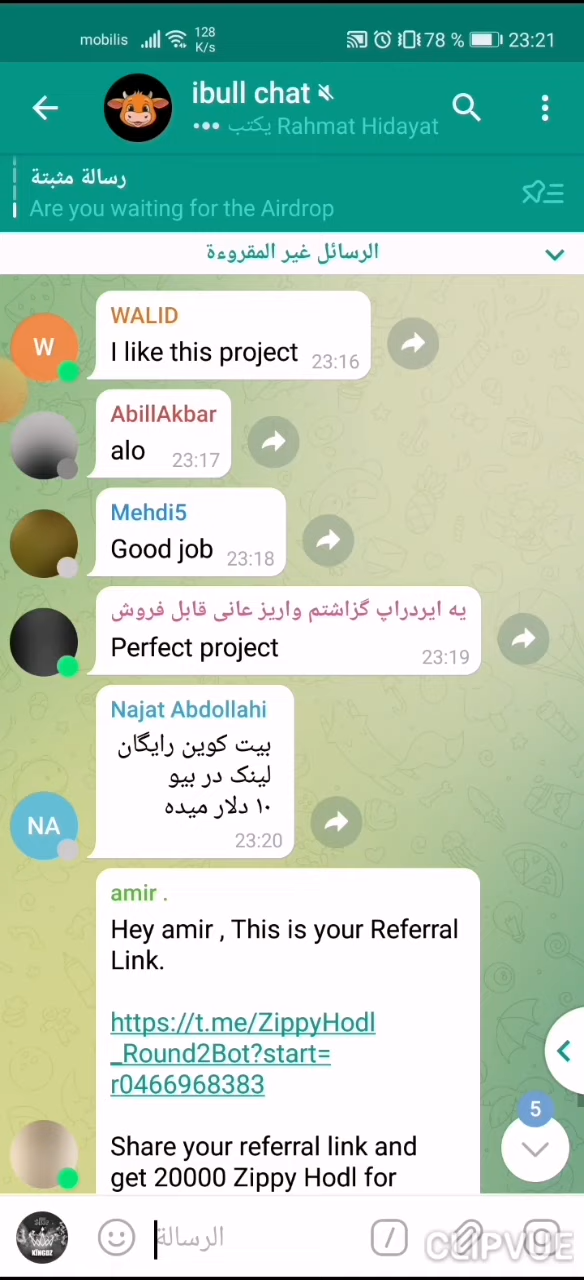 mobilis 128 K/s 78 % 23:21
ibull chat
Rahmat Hidayat يكتب
رسالة مثبتة
Are you waiting for the Airdrop
الرسائل غير المقروءة
WALID
W
I like this project 23:16
AbillAkbar
alo 23:17
Mehdi5
Good job 23:18
یه ایردراپ گزاشتم واریز عانی قابل فروش
Perfect project
23:19
Najat Abdollahi
بیت کوین رایگان
لینک در بیو
۱۰ دلار میده
NA
23:20
amir .
Hey amir , This is your Referral
Link.
https://t.me/ZippyHodl
_Round2Bot?start=
r0466968383
5
Share your referral link and
get 20000 Zippy Hodl for
KINGDZ
الرسالة
/
CLIPVUE